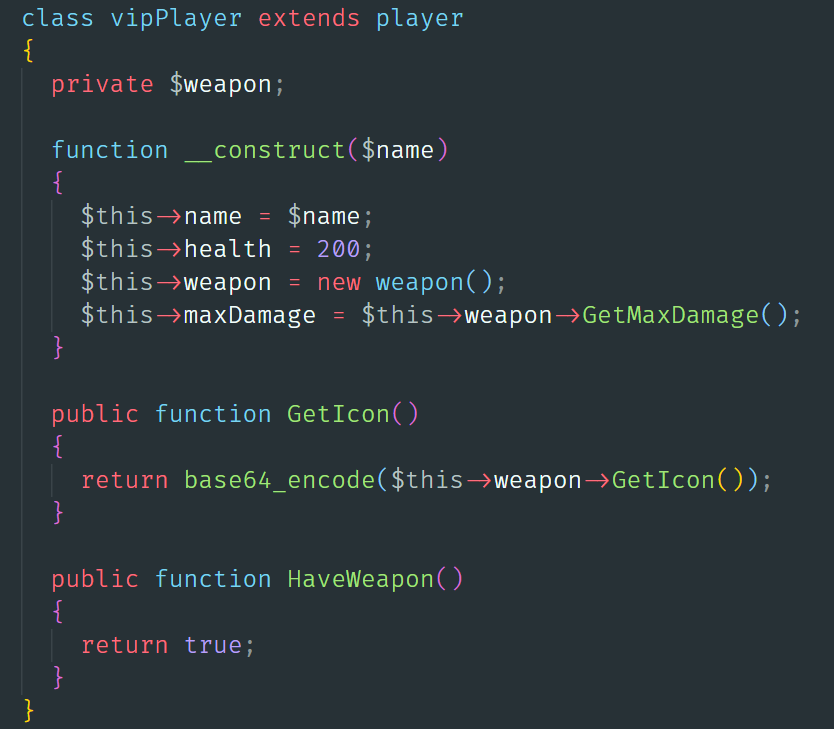 class vipPlayer extends player
{
  private $weapon;

  function __construct($name)
  {
    $this->name = $name;
    $this->health = 200;
    $this->weapon = new weapon();
    $this->maxDamage = $this->weapon->GetMaxDamage();
  }

  public function GetIcon()
  {
    return base64_encode($this->weapon->GetIcon());
  }

  public function HaveWeapon()
  {
    return true;
  }
}